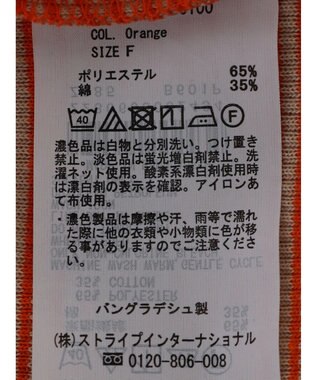 COL. Orange
SIZE F
ポリエステル 65%
綿 35%
40
F
濃色品は白物と分別洗い。つけ置き
禁止。淡色品は蛍光増白剤禁止。洗
濯ネット使用。酸素系漂白剤使用時
は漂白剤の表示を確認。アイロンあ
て布使用。
・濃色製品は摩擦や汗、雨等で濡れ
た際に他の衣類や小物類に色が移
る事がありますのでご注意くださ
い。
バングラデシュ製
(株)ストライプインターナショナル
0120-806-008